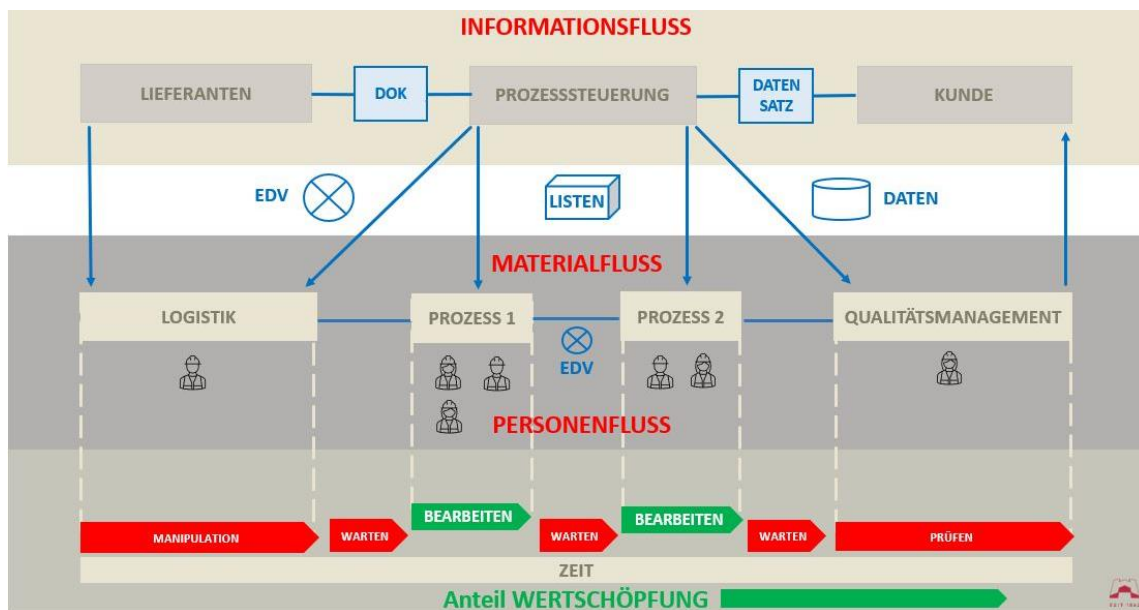 INFORMATIONSFLUSS
LIEFERANTEN
DOK
PROZESSSTEUERUNG
DATEN
SATZ
KUNDE
EDV
LISTEN
DATEN
MATERIALFLUSS
LOGISTIK
PROZESS 1
PROZESS 2
QUALITÄTSMANAGEMENT
EDV
PERSONENFLUSS
BEARBEITEN
BEARBEITEN
MANIPULATION
WARTEN
WARTEN
WARTEN
PRÜFEN
ZEIT
Anteil WERTSCHÖPFUNG